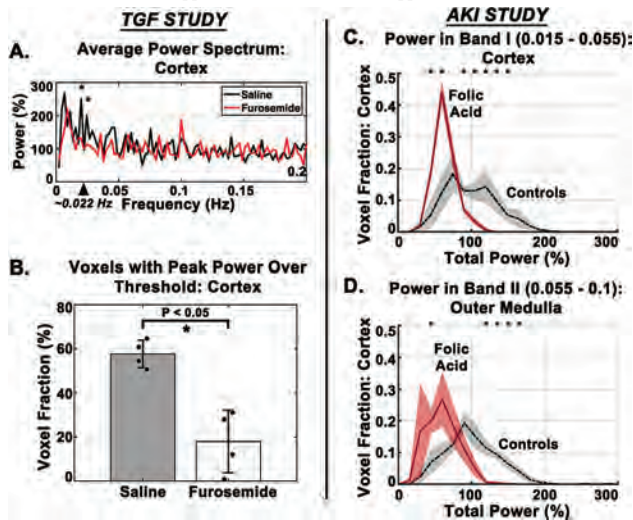 TGF STUDY
A. Average Power Spectrum:
Cortex
300
200
100
0
Power (%)
Saline
Furosemide
* *
0.05
0.1
0.15
0.2
~0.022 Hz
Frequency (Hz)
B. Voxels with Peak Power Over
Threshold: Cortex
80
60
40
20
0
Voxel Fraction (%)
P < 0.05
*
Saline
Furosemide
AKI STUDY
C. Power in Band I (0.015 - 0.055):
Cortex
0.5
0.4
0.3
0.2
0.1
0
Voxel Fraction: Cortex
Folic
Acid
Controls
0
100
200
300
Total Power (%)
D. Power in Band II (0.055 - 0.1):
Outer Medulla
0.5
0.4
0.3
0.2
0.1
0
Voxel Fraction: Cortex
Folic
Acid
Controls
0
100
200
300
Total Power (%)